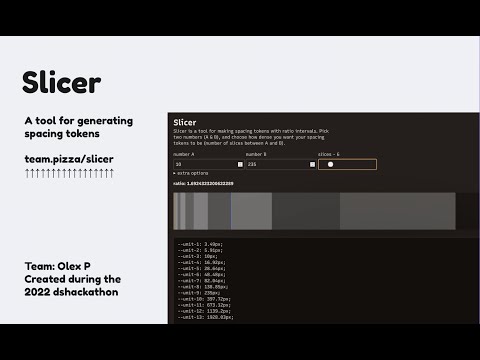 Slicer
A tool for generating
spacing tokens
team.pizza/slicer
↑↑↑↑↑↑↑↑↑↑↑↑↑↑↑↑↑
Team: Olex P
Created during the
2022 dshackathon
Slicer
Slicer is a tool for making spacing tokens with ratio intervals. Pick
two numbers (A & B), and choose how dense you want your spacing
tokens to be (number of slices between A and B).
number A
number B
slices - 6
10
235
▸ extra options
ratio: 1.6924323200632289
--unit-1: 3.49px;
--unit-2: 5.91px;
--unit-3: 10px;
--unit-4: 16.92px;
--unit-5: 28.64px;
--unit-6: 48.48px;
--unit-7: 82.04px;
--unit-8: 138.85px;
--unit-9: 235px;
--unit-10: 397.72px;
--unit-11: 673.12px;
--unit-12: 1139.2px;
--unit-13: 1928.03px;